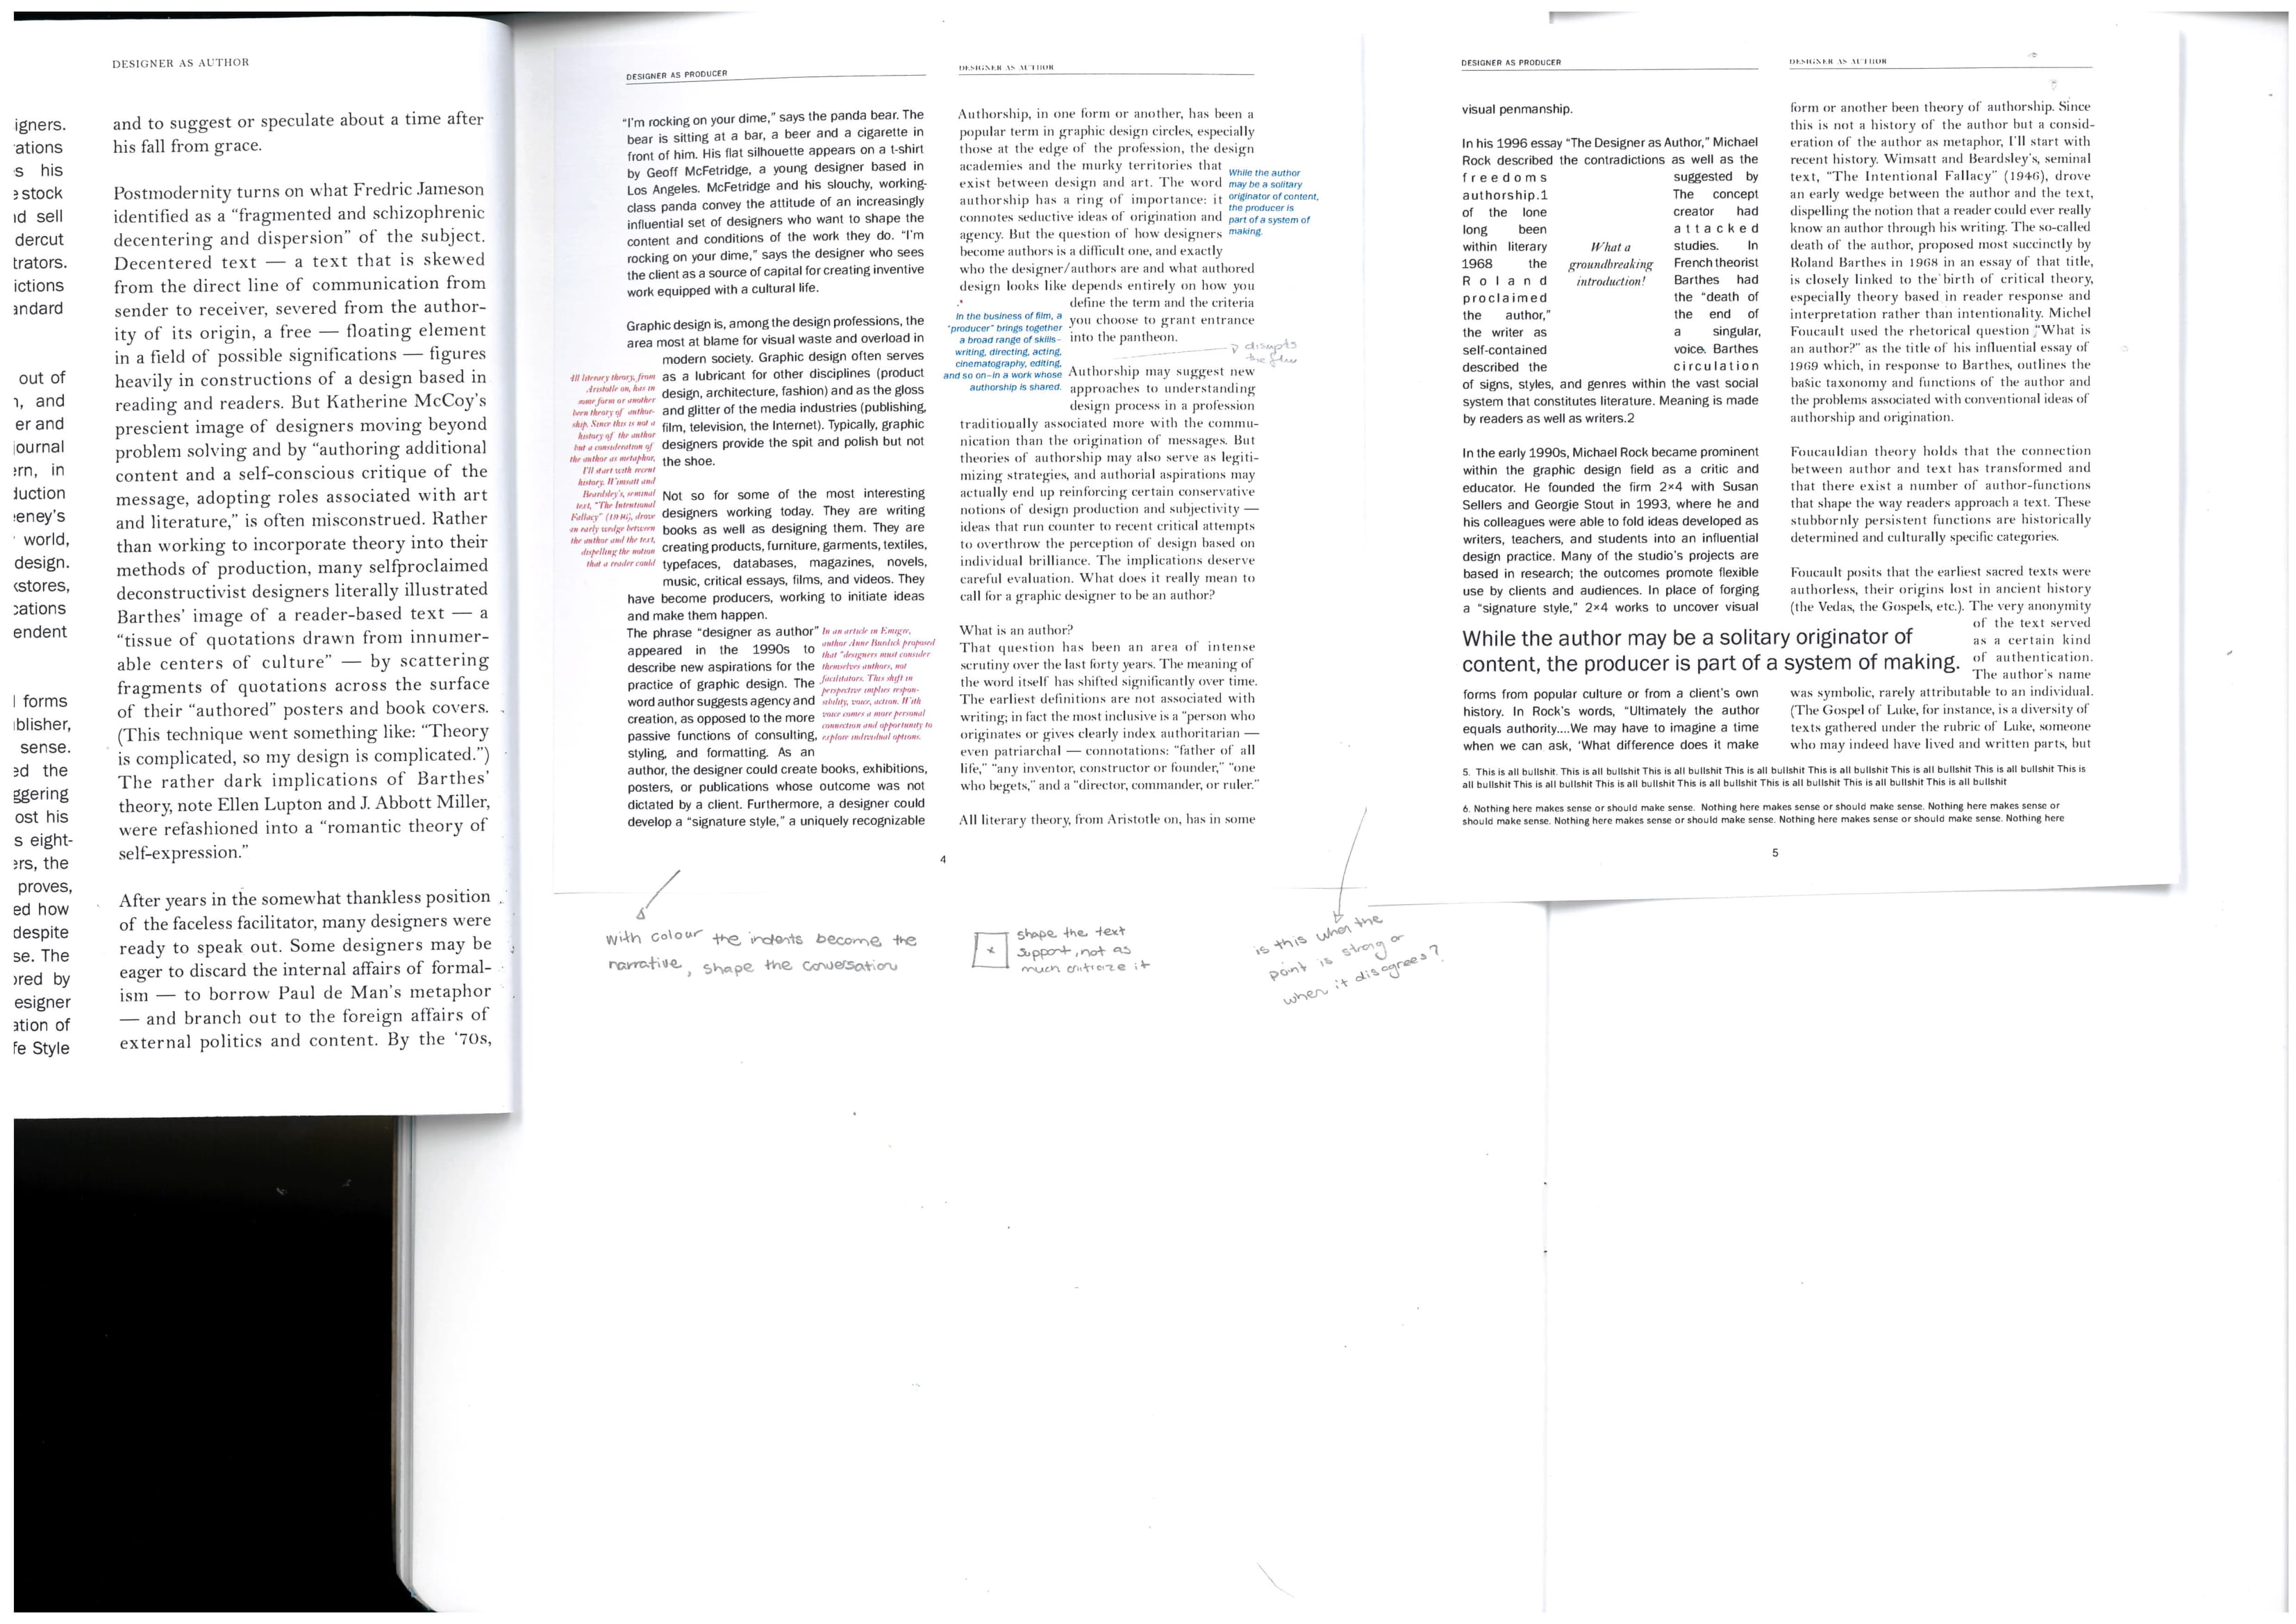 igners.
ations
s his
e stock
nd sell
dercut
trators.
ictions
andard
out of
n, and
er and
journal
ern, in
duction
eney's
world,
design.
kstores,
cations
endent
l forms
ublisher,
sense.
ed the
ggering
ost his
s eight-
ers, the
proves,
ed how
despite
se. The
ored by
esigner
ation of
fe Style
DESIGNER AS AUTHOR
and to suggest or speculate about a time after
his fall from grace.
Postmodernity turns on what Fredric Jameson
identified as a “fragmented and schizophrenic
decentering and dispersion” of the subject.
Decentered text — a text that is skewed
from the direct line of communication from
sender to receiver, severed from the author-
ity of its origin, a free — floating element
in a field of possible significations — figures
heavily in constructions of a design based in
reading and readers. But Katherine McCoy’s
prescient image of designers moving beyond
problem solving and by “authoring additional
content and a self-conscious critique of the
message, adopting roles associated with art
and literature,” is often misconstrued. Rather
than working to incorporate theory into their
methods of production, many selfproclaimed
deconstructivist designers literally illustrated
Barthes’ image of a reader-based text — a
“tissue of quotations drawn from innumer-
able centers of culture” — by scattering
fragments of quotations across the surface
of their “authored” posters and book covers.
(This technique went something like: “Theory
is complicated, so my design is complicated.”)
The rather dark implications of Barthes’
theory, note Ellen Lupton and J. Abbott Miller,
were refashioned into a “romantic theory of
self-expression.”
After years in the somewhat thankless position
of the faceless facilitator, many designers were
ready to speak out. Some designers may be
eager to discard the internal affairs of formal-
ism — to borrow Paul de Man’s metaphor
— and branch out to the foreign affairs of
external politics and content. By the ‘70s,
DESIGNER AS PRODUCER
“I’m rocking on your dime,” says the panda bear. The
bear is sitting at a bar, a beer and a cigarette in
front of him. His flat silhouette appears on a t-shirt
by Geoff McFetridge, a young designer based in
Los Angeles. McFetridge and his slouchy, working-
class panda convey the attitude of an increasingly
influential set of designers who want to shape the
content and conditions of the work they do. “I’m
rocking on your dime,” says the designer who sees
the client as a source of capital for creating inventive
work equipped with a cultural life.
Graphic design is, among the design professions, the
area most at blame for visual waste and overload in
modern society. Graphic design often serves
as a lubricant for other disciplines (product
design, architecture, fashion) and as the gloss
and glitter of the media industries (publishing,
film, television, the Internet). Typically, graphic
designers provide the spit and polish but not
the shoe.
Not so for some of the most interesting
designers working today. They are writing
books as well as designing them. They are
creating products, furniture, garments, textiles,
typefaces, databases, magazines, novels,
music, critical essays, films, and videos. They
have become producers, working to initiate ideas
and make them happen.
The phrase “designer as author”
appeared in the 1990s to
describe new aspirations for the
practice of graphic design. The
word author suggests agency and
creation, as opposed to the more
passive functions of consulting,
styling, and formatting. As an
author, the designer could create books, exhibitions,
posters, or publications whose outcome was not
dictated by a client. Furthermore, a designer could
develop a “signature style,” a uniquely recognizable
All literary theory, from
Aristotle on, has in
some form or another
been theory of author-
ship. Since this is not a
history of the author
but a consideration of
the author as metaphor,
I’ll start with recent
history. Wimsatt and
Beardsley’s, seminal
text, “The Intentional
Fallacy” (1946), drove
an early wedge between
the author and the text,
dispelling the notion
that a reader could
In an article in Emigre,
author Anne Burdick proposed
that “designers must consider
themselves authors, not
facilitators. This shift in
perspective implies respon-
sibility, voice, action. With
voice comes a more personal
connection and opportunity to
explore individual options.
DESIGNER AS AUTHOR
Authorship, in one form or another, has been a
popular term in graphic design circles, especially
those at the edge of the profession, the design
academies and the murky territories that
exist between design and art. The word
authorship has a ring of importance: it
connotes seductive ideas of origination and
agency. But the question of how designers
become authors is a difficult one, and exactly
who the designer/authors are and what authored
design looks like depends entirely on how you
define the term and the criteria
you choose to grant entrance
into the pantheon.
Authorship may suggest new
approaches to understanding
design process in a profession
traditionally associated more with the commu-
nication than the origination of messages. But
theories of authorship may also serve as legiti-
mizing strategies, and authorial aspirations may
actually end up reinforcing certain conservative
notions of design production and subjectivity —
ideas that run counter to recent critical attempts
to overthrow the perception of design based on
individual brilliance. The implications deserve
careful evaluation. What does it really mean to
call for a graphic designer to be an author?
What is an author?
That question has been an area of intense
scrutiny over the last forty years. The meaning of
the word itself has shifted significantly over time.
The earliest definitions are not associated with
writing; in fact the most inclusive is a “person who
originates or gives clearly index authoritarian —
even patriarchal — connotations: “father of all
life,” “any inventor, constructor or founder,” “one
who begets,” and a “director, commander, or ruler.”
All literary theory, from Aristotle on, has in some
While the author
may be a solitary
originator of content,
the producer is
part of a system of
making.
In the business of film, a
“producer” brings together
a broad range of skills–
writing, directing, acting,
cinematography, editing,
and so on–in a work whose
authorship is shared.
disrupts
the flow
4
with colour the indents become the
narrative, shape the conversation
x
shape the text
support, not as
much criticize it
is this when the
point is strong or
when it disagrees?
DESIGNER AS PRODUCER
visual penmanship.
In his 1996 essay “The Designer as Author,” Michael
Rock described the contradictions as well as the
freedoms suggested by
authorship.1 The concept
of the lone creator had
long been attacked
within literary studies. In
1968 the French theorist
Roland Barthes had
proclaimed the “death of
the author,” the end of
the writer as a singular,
self-contained voice. Barthes
described the circulation
of signs, styles, and genres within the vast social
system that constitutes literature. Meaning is made
by readers as well as writers.2
What a
groundbreaking
introduction!
In the early 1990s, Michael Rock became prominent
within the graphic design field as a critic and
educator. He founded the firm 2×4 with Susan
Sellers and Georgie Stout in 1993, where he and
his colleagues were able to fold ideas developed as
writers, teachers, and students into an influential
design practice. Many of the studio’s projects are
based in research; the outcomes promote flexible
use by clients and audiences. In place of forging
a “signature style,” 2×4 works to uncover visual
While the author may be a solitary originator of
content, the producer is part of a system of making.
forms from popular culture or from a client’s own
history. In Rock’s words, “Ultimately the author
equals authority....We may have to imagine a time
when we can ask, ‘What difference does it make
DESIGNER AS AUTHOR
form or another been theory of authorship. Since
this is not a history of the author but a consid-
eration of the author as metaphor, I’ll start with
recent history. Wimsatt and Beardsley’s, seminal
text, “The Intentional Fallacy” (1946), drove
an early wedge between the author and the text,
dispelling the notion that a reader could ever really
know an author through his writing. The so-called
death of the author, proposed most succinctly by
Roland Barthes in 1968 in an essay of that title,
is closely linked to the birth of critical theory,
especially theory based in reader response and
interpretation rather than intentionality. Michel
Foucault used the rhetorical question “What is
an author?” as the title of his influential essay of
1969 which, in response to Barthes, outlines the
basic taxonomy and functions of the author and
the problems associated with conventional ideas of
authorship and origination.
Foucauldian theory holds that the connection
between author and text has transformed and
that there exist a number of author-functions
that shape the way readers approach a text. These
stubbornly persistent functions are historically
determined and culturally specific categories.
Foucault posits that the earliest sacred texts were
authorless, their origins lost in ancient history
(the Vedas, the Gospels, etc.). The very anonymity
of the text served
as a certain kind
of authentication.
The author’s name
was symbolic, rarely attributable to an individual.
(The Gospel of Luke, for instance, is a diversity of
texts gathered under the rubric of Luke, someone
who may indeed have lived and written parts, but
5. This is all bullshit. This is all bullshit This is all bullshit This is all bullshit This is all bullshit This is all bullshit This is all bullshit This is
all bullshit This is all bullshit This is all bullshit This is all bullshit This is all bullshit This is all bullshit This is all bullshit
6. Nothing here makes sense or should make sense. Nothing here makes sense or should make sense. Nothing here makes sense or
should make sense. Nothing here makes sense or should make sense. Nothing here makes sense or should make sense. Nothing here
5